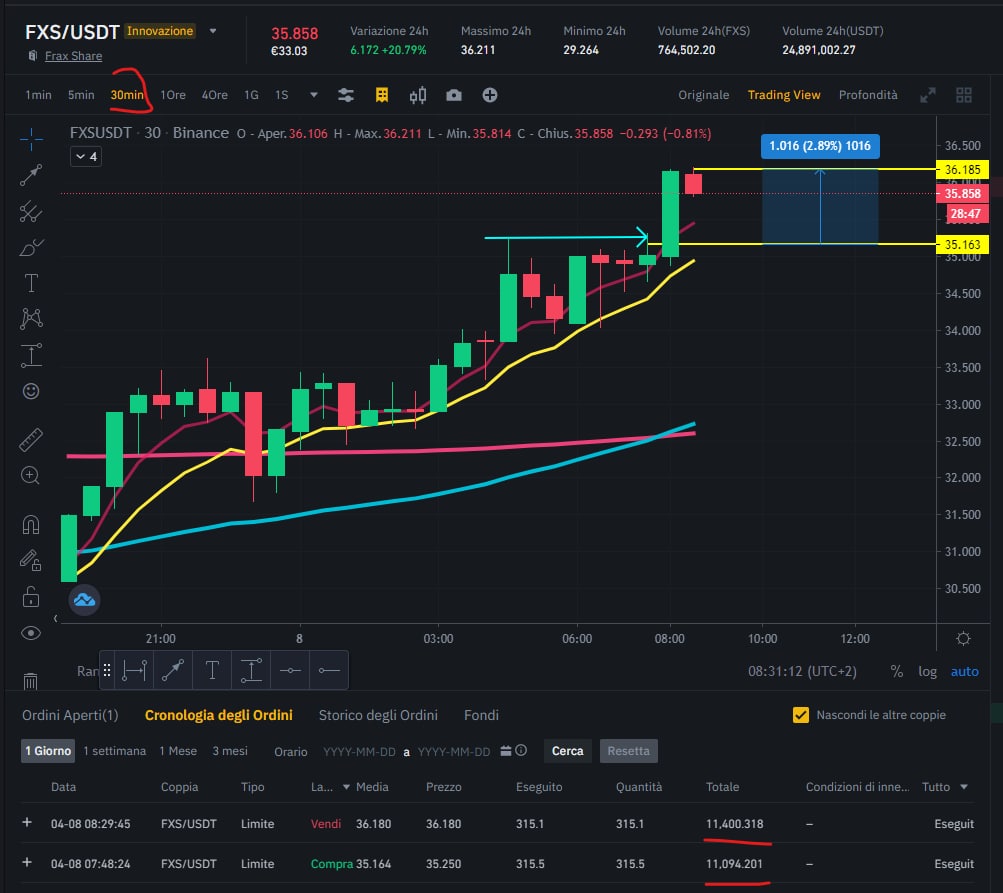 FXS/USDT Innovazione
Frax Share
35.858
€33.03
Variazione 24h
6.172 +20.79%
Massimo 24h
36.211
Minimo 24h
29.264
Volume 24h(FXS)
764,502.20
Volume 24h(USDT)
24,891,002.27
1min 5min 30min 1Ore 4Ore 1G 1S
Originale Trading View Profondità
FXSUSDT · 30 · Binance O - Aper.36.106 H - Max.36.211 L - Min.35.814 C - Chius.35.858 -0.293 (-0.81%)
4
1.016 (2.89%) 1016
36.500
36.185
35.858
28:47
35.163
35.000
34.500
34.000
33.500
33.000
32.500
32.000
31.500
31.000
30.500
21:00 8 03:00 06:00 08:00 10:00 12:00
Ran
08:31:12 (UTC+2) % log auto
Ordini Aperti(1) Cronologia degli Ordini Storico degli Ordini Fondi
Nascondi le altre coppie
1 Giorno 1 settimana 1 Mese 3 mesi Orario YYYY-MM-DD a YYYY-MM-DD Cerca Resetta
Data Coppia Tipo La... Media Prezzo Eseguito Quantità Totale Condizioni di inne... Tutto
+ 04-08 08:29:45 FXS/USDT Limite Vendi 36.180 36.180 315.1 315.1 11,400.318 – Eseguit
+ 04-08 07:48:24 FXS/USDT Limite Compra 35.164 35.250 315.5 315.5 11,094.201 – Eseguit